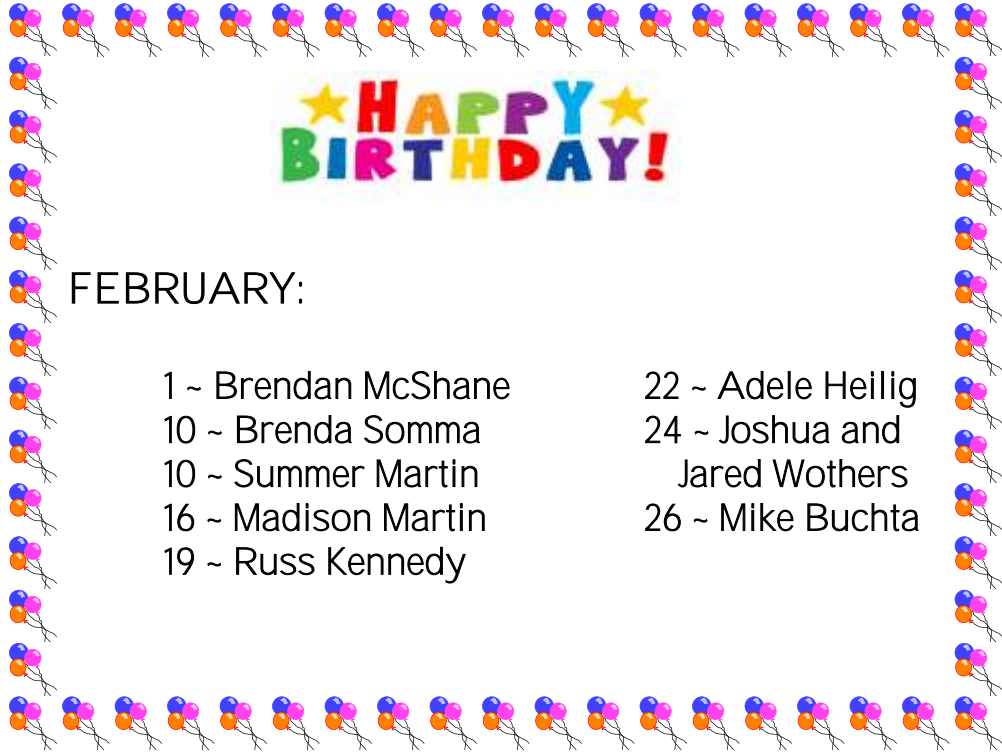 HAPPY
BIRTHDAY!
FEBRUARY:
1 ~ Brendan McShane
10 ~ Brenda Somma
10 ~ Summer Martin
16 ~ Madison Martin
19 ~ Russ Kennedy
22 ~ Adele Heilig
24 ~ Joshua and
Jared Wothers
26 ~ Mike Buchta